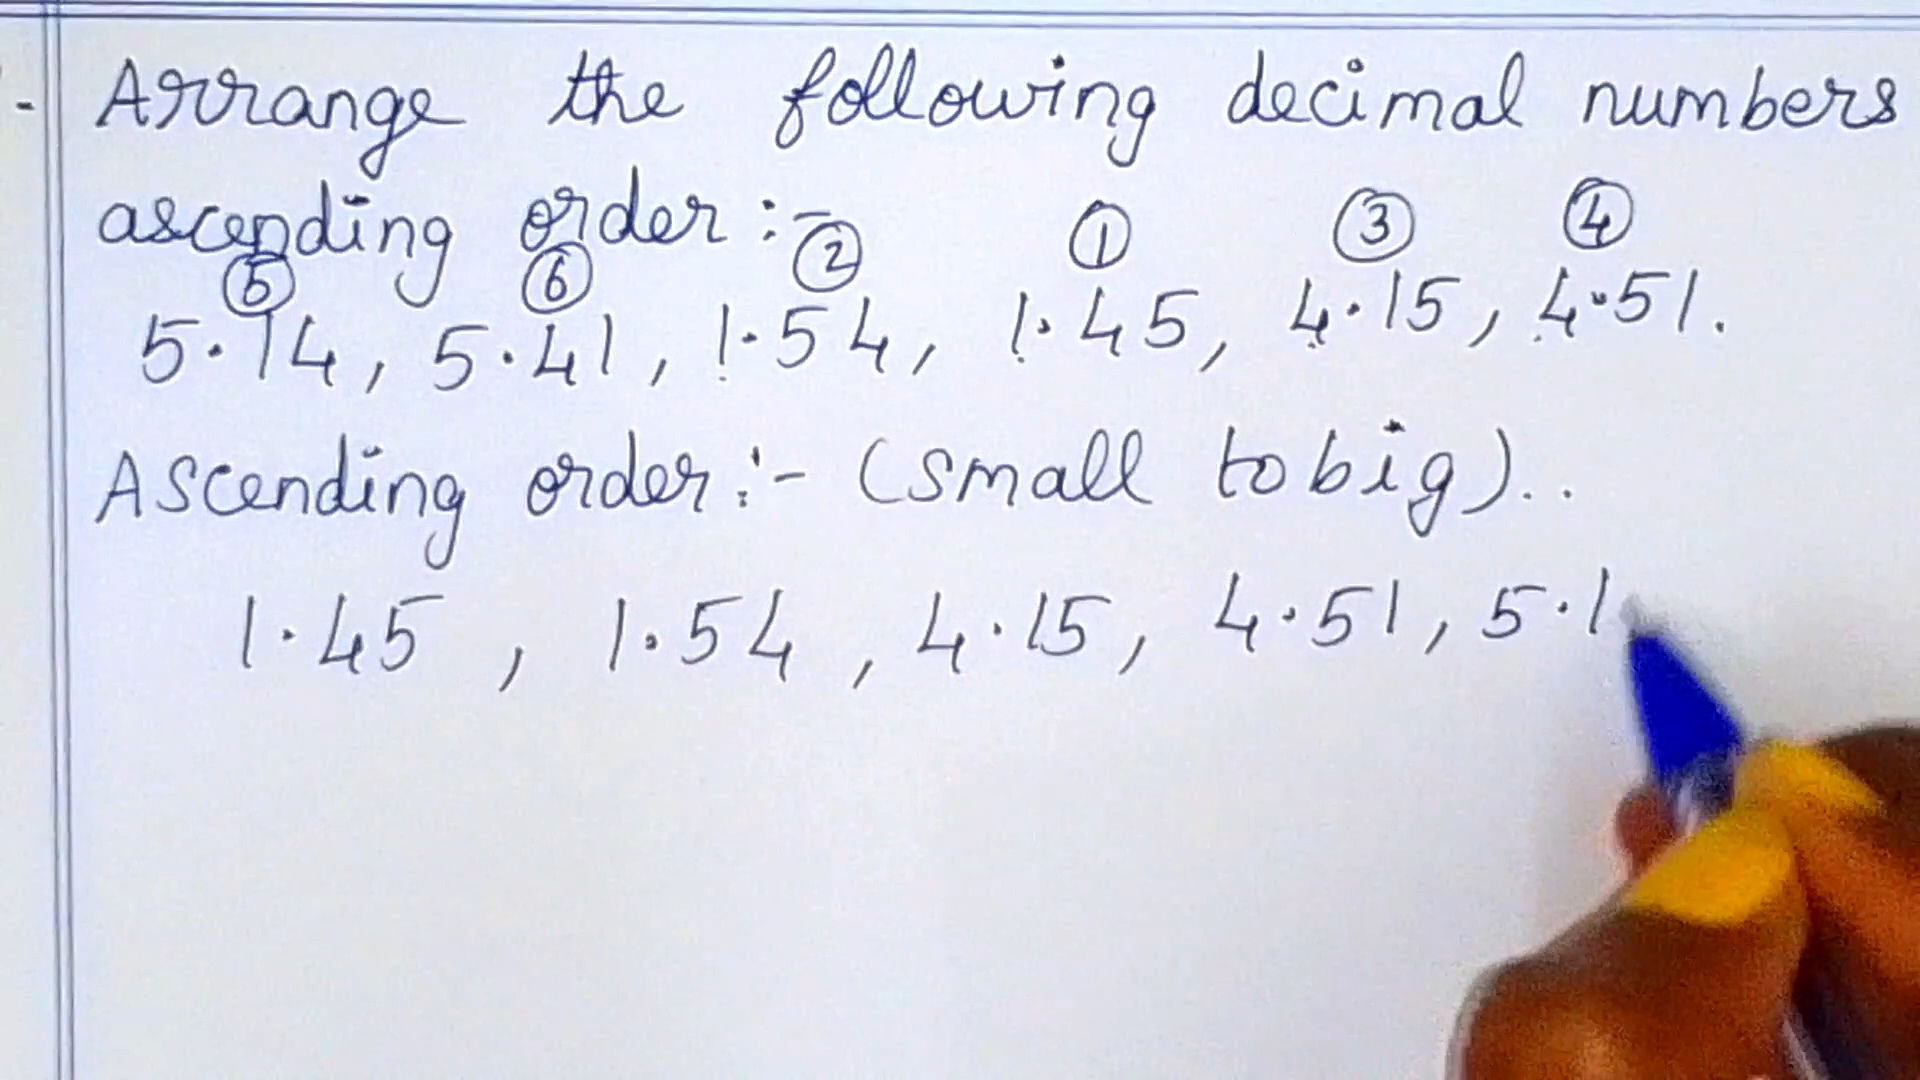 - Arrange the following decimal numbers
ascending order:-
⑤ ⑥ ② ① ③ ④
5.14, 5.41, 1.54, 1.45, 4.15, 4.51.
Ascending order:- (small to big)..
1.45, 1.54, 4.15, 4.51, 5.1